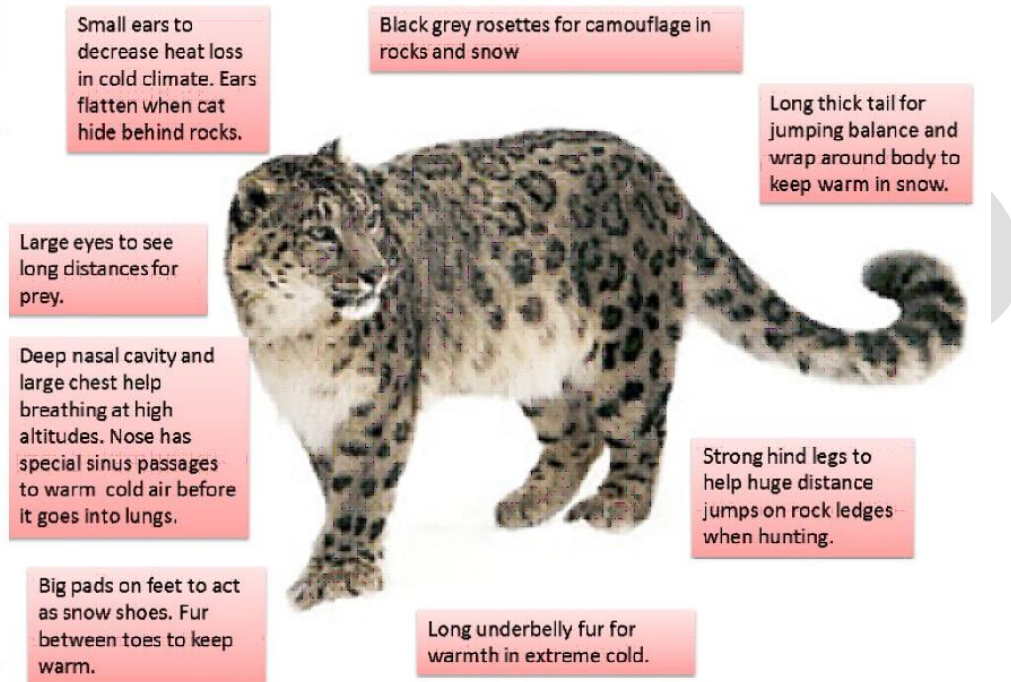 Small ears to
decrease heat loss
in cold climate. Ears
flatten when cat
hide behind rocks.
Black grey rosettes for camouflage in
rocks and snow
Long thick tail for
jumping balance and
wrap around body to
keep warm in snow.
Large eyes to see
long distances for
prey.
Deep nasal cavity and
large chest help
breathing at high
altitudes. Nose has
special sinus passages
to warm cold air before
it goes into lungs.
Strong hind legs to
help huge distance
jumps on rock ledges
when hunting.
Big pads on feet to act
as snow shoes. Fur
between toes to keep
warm.
Long underbelly fur for
warmth in extreme cold.